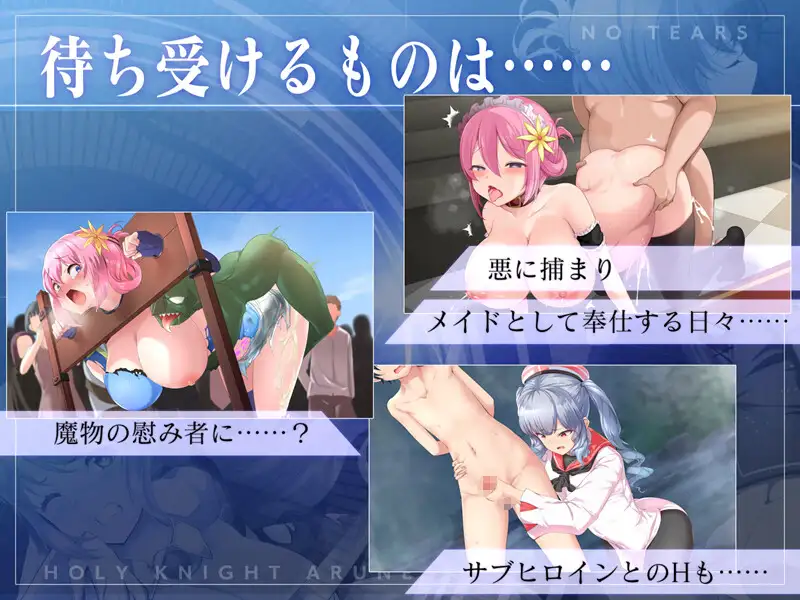 NO TEARS
待ち受けるものは……
悪に捕まり
メイドとして奉仕する日々……
魔物の慰み者に……？
サブヒロインとのHも……
HOLY KNIGHT ARUNE